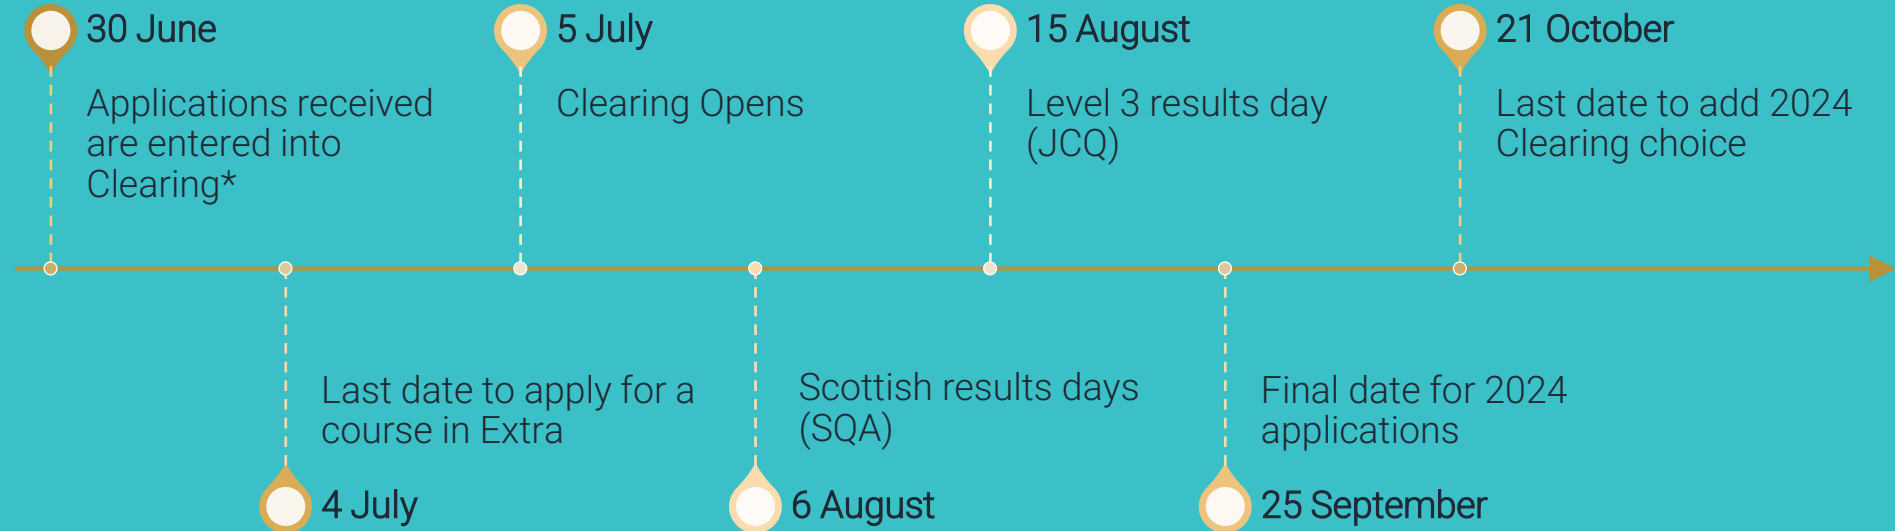 30 June
Applications received
are entered into
Clearing*
4 July
Last date to apply for a
course in Extra
5 July
Clearing Opens
6 August
Scottish results days
(SQA)
15 August
Level 3 results day
(JCQ)
25 September
Final date for 2024
applications
21 October
Last date to add 2024
Clearing choice